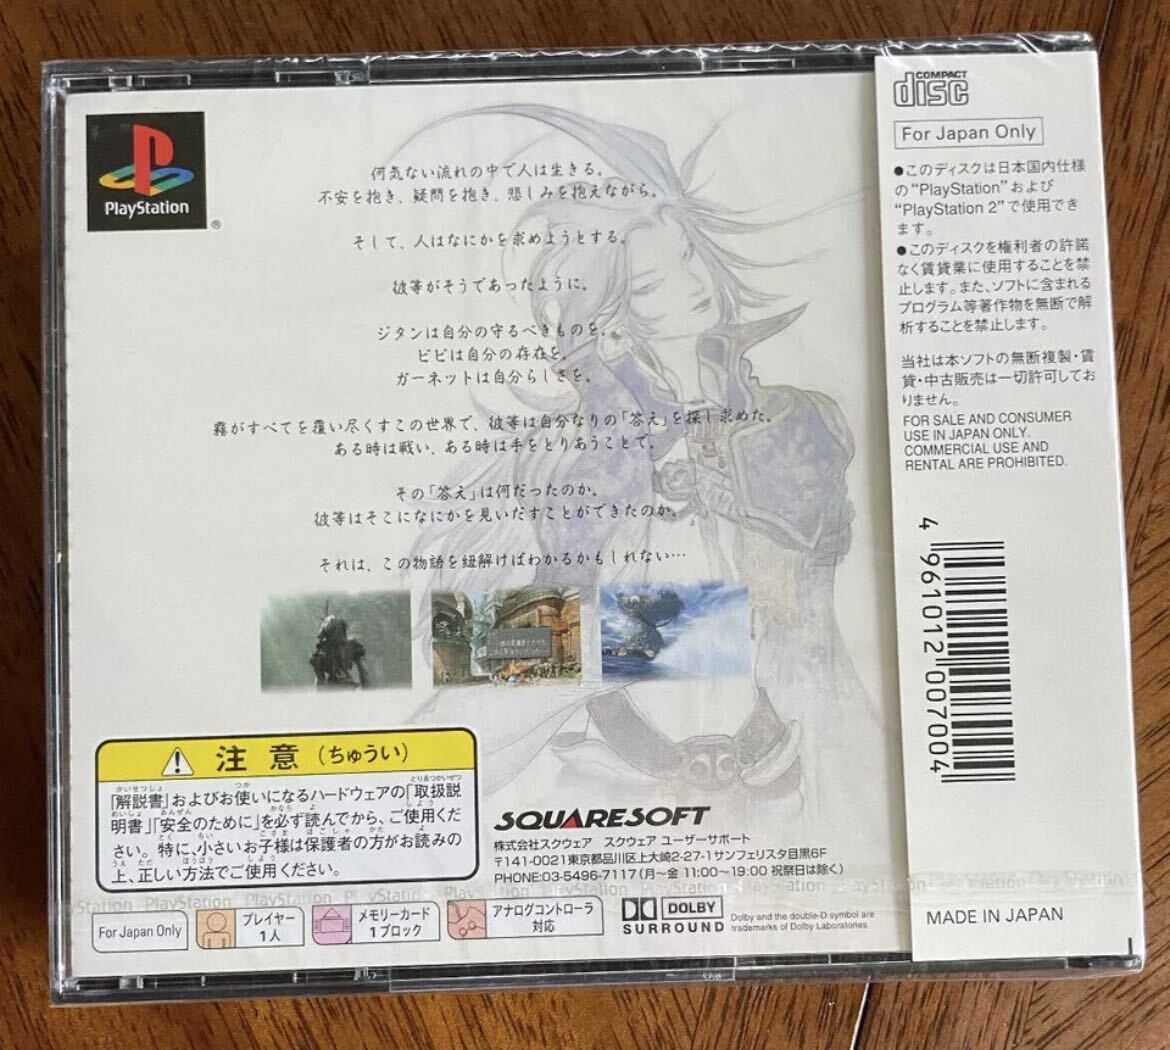 PlayStation
®
何気ない流れの中で人は生きる。
不安を抱き、疑問を抱き、悲しみを抱えながら。
そして、人はなにかを求めようとする。
彼等がそうであったように。
ジタンは自分の守るべきものを。
ビビは自分の存在を。
ガーネットは自分らしさを。
霧がすべてを覆い尽くすこの世界で、彼等は自分なりの「答え」を探し求めた。
ある時は戦い、ある時は手をとりあうことで。
その「答え」は何だったのか。
彼等はそこになにかを見いだすことができたのか。
それは、この物語を紐解けばわかるかもしれない…
注意(ちゅうい)
「解説書」およびお使いになるハードウェアの「取扱説
明書」「安全のために」を必ず読んでから、ご使用くだ
さい。特に、小さいお子様は保護者の方がお読みの
上、正しい方法でご使用ください。
SQUARESOFT
株式会社スクウェア スクウェア ユーザーサポート
〒141-0021東京都品川区上大崎2-27-1サンフェリスタ目黒6F
PHONE:03-5496-7117(月~金 11:00~19:00 祝祭日は除く)
For Japan Only
プレイヤー
1人
メモリーカード
1ブロック
アナログコントローラ
対応
DOLBY
SURROUND
Dolby and the double-D symbol are
trademarks of Dolby Laboratories
COMPACT
disc
For Japan Only
●このディスクは日本国内仕様
の"PlayStation"および
"PlayStation 2"で使用でき
ます。
●このディスクを権利者の許諾
なく賃貸業に使用することを禁
止します。また、ソフトに含まれる
プログラム等著作物を無断で解
析することを禁止します。
当社は本ソフトの無断複製・賃
貸・中古販売は一切許可してお
りません。
FOR SALE AND CONSUMER
USE IN JAPAN ONLY.
COMMERCIAL USE AND
RENTAL ARE PROHIBITED.
4 961012 007004
MADE IN JAPAN